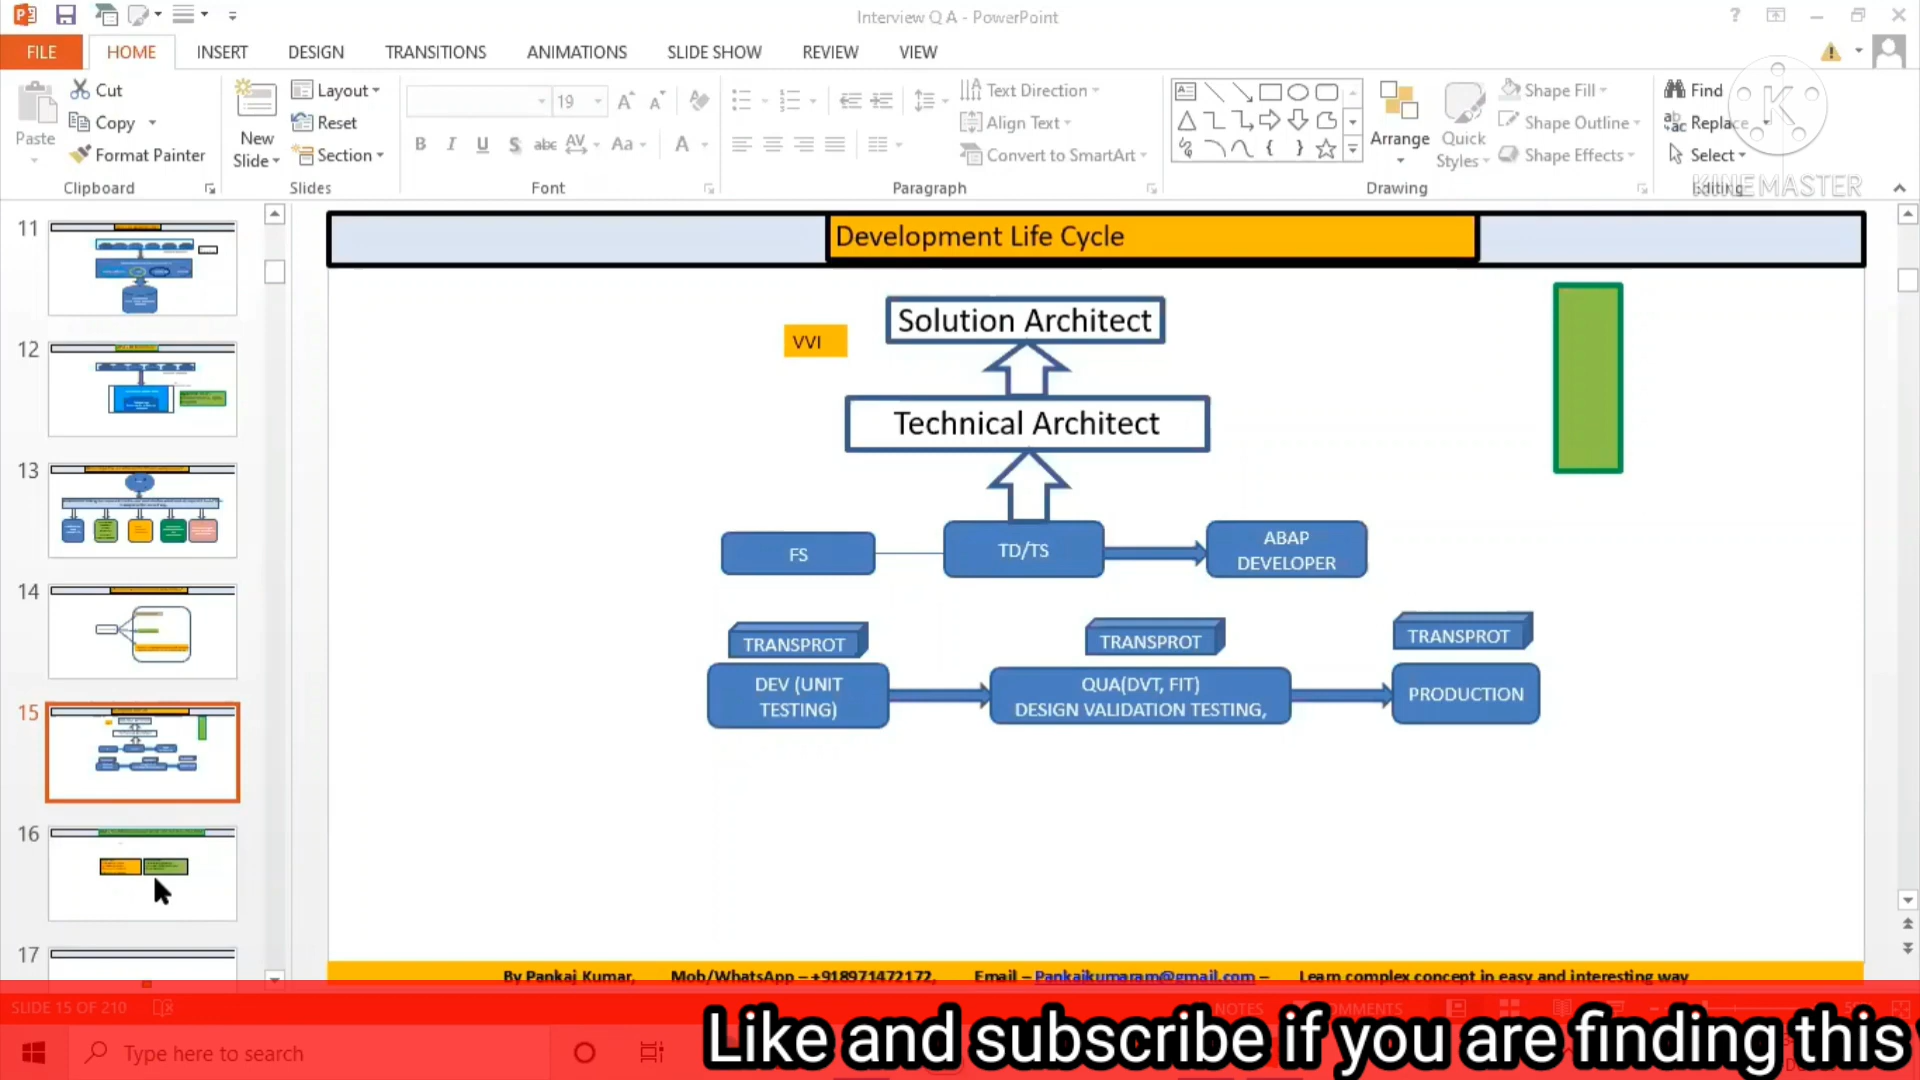 Interview Q A - PowerPoint
?
FILE HOME INSERT DESIGN TRANSITIONS ANIMATIONS SLIDE SHOW REVIEW VIEW
Paste
Cut
Copy
Format Painter
Clipboard
New
Slide
Layout
Reset
Section
Slides
19
B I U S abc AV Aa A
Font
Text Direction
Align Text
Convert to SmartArt
Paragraph
Arrange
Quick
Styles
Shape Fill
Shape Outline
Shape Effects
Drawing
Find
Replace
Select
Editing
K
KINEMASTER
11
12
13
14
15
16
17
Development Life Cycle
VVI
Solution Architect
Technical Architect
FS
TD/TS
ABAP
DEVELOPER
TRANSPROT
TRANSPROT
TRANSPROT
DEV (UNIT
TESTING)
QUA(DVT, FIT)
DESIGN VALIDATION TESTING,
PRODUCTION
By Pankaj Kumar, Mob/WhatsApp – +918971472172, Email – Pankajkumaram@gmail.com – Learn complex concept in easy and interesting way
SLIDE 15 OF 210
NOTES
Type here to search
Like and subscribe if you are finding this